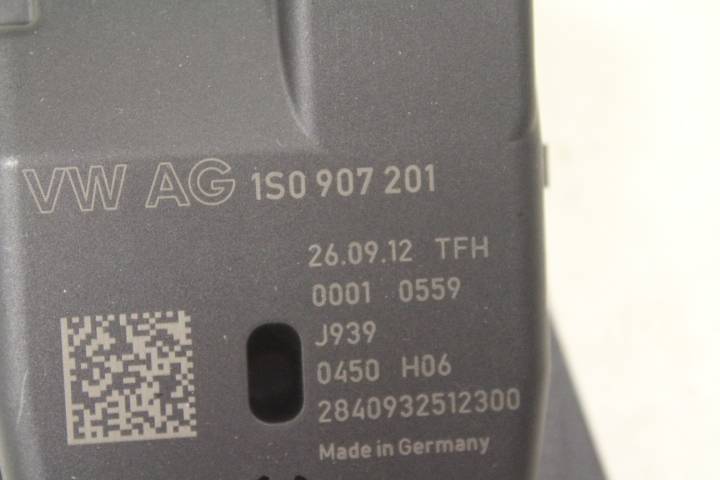 VW AG 1S0 907 201
26.09.12 TFH
0001 0559
J939
0450 H06
2840932512300
Made in Germany